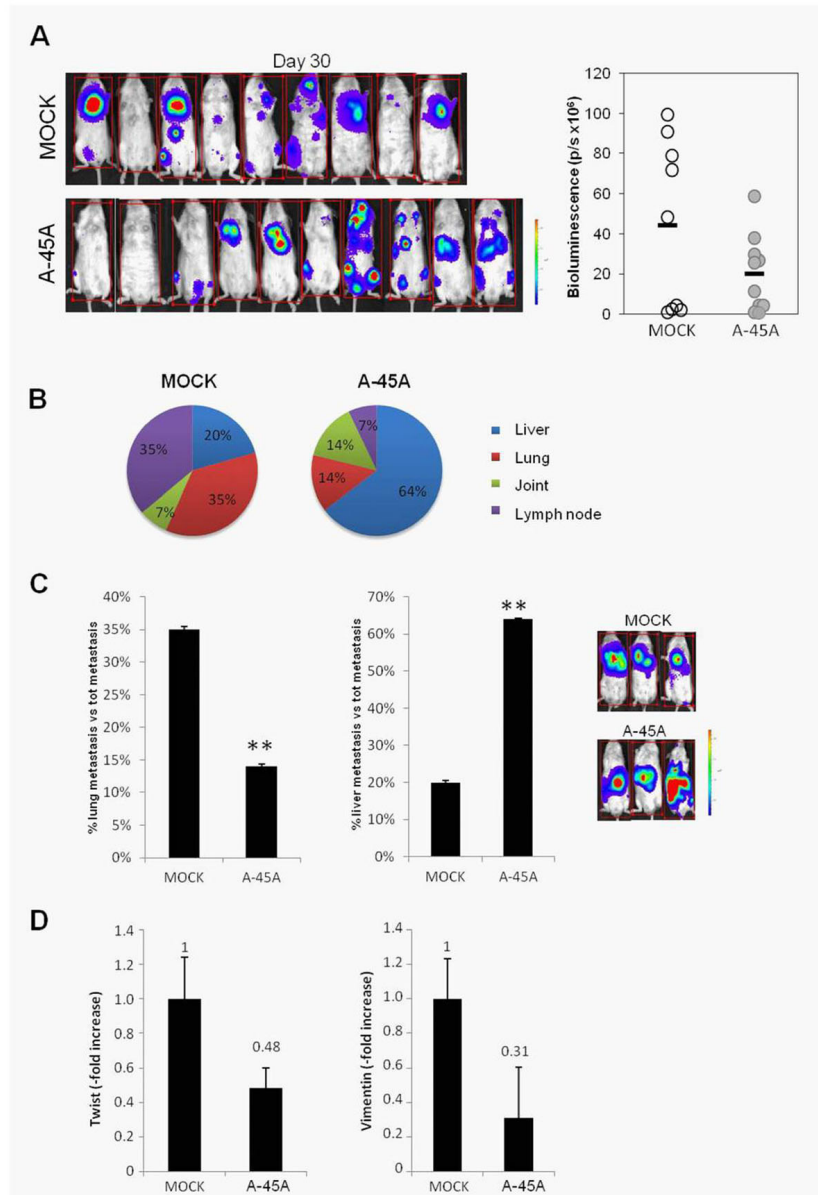 A
Day 30
MOCK
A-45A
Bioluminescence (p/s x10⁶)
120
100
80
60
40
20
0
MOCK
A-45A
B
MOCK
A-45A
20%
35%
7%
35%
64%
14%
14%
7%
Liver
Lung
Joint
Lymph node
C
% lung metastasis vs tot metastasis
40%
35%
30%
25%
20%
15%
10%
5%
0%
**
MOCK
A-45A
% liver metastasis vs tot metastasis
70%
60%
50%
40%
30%
20%
10%
0%
**
MOCK
A-45A
MOCK
A-45A
D
Twist (-fold increase)
1.4
1.2
1.0
0.8
0.6
0.4
0.2
0
1
0.48
MOCK
A-45A
Vimentin (-fold increase)
1.4
1.2
1.0
0.8
0.6
0.4
0.2
0
1
0.31
MOCK
A-45A